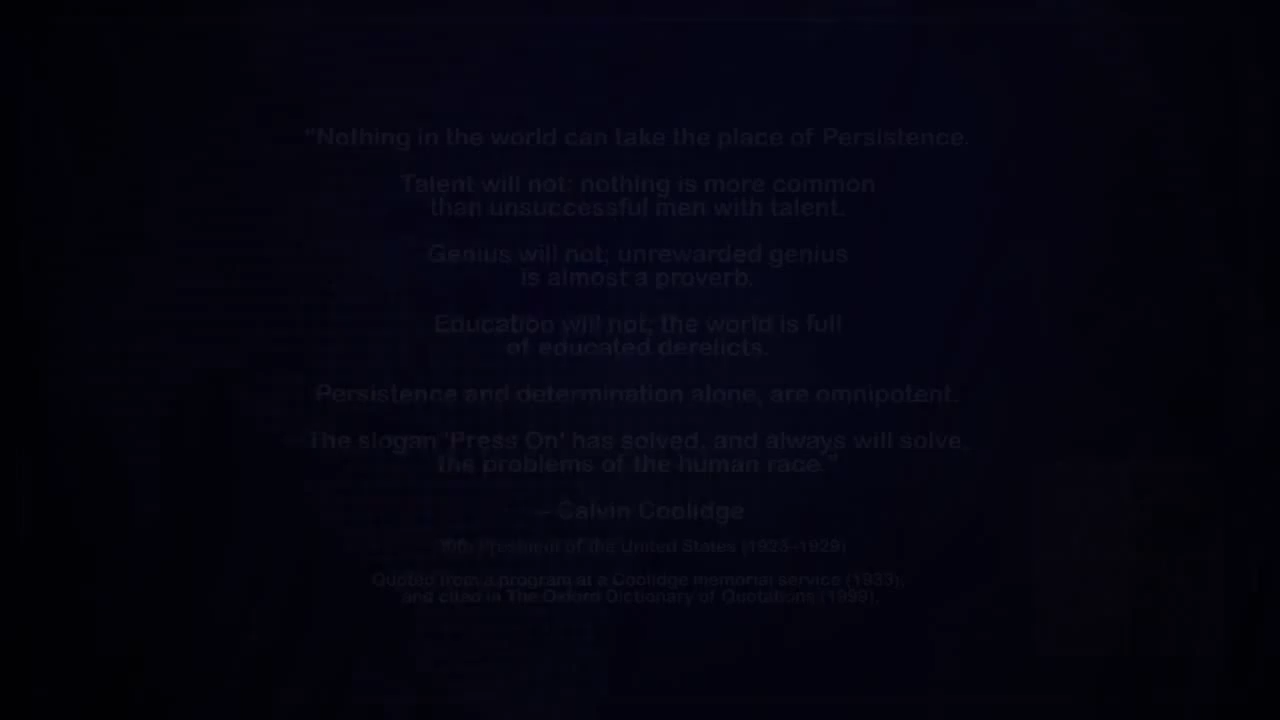 "Nothing in the world can take the place of Persistence.
Talent will not: nothing is more common
than unsuccessful men with talent.
Genius will not; unrewarded genius
is almost a proverb.
Education will not; the world is full
of educated derelicts.
Persistence and determination alone, are omnipotent.
The slogan 'Press On' has solved, and always will solve,
the problems of the human race."
– Calvin Coolidge
30th President of the United States (1923-1929)
Quoted from a program at a Coolidge memorial service (1933);
and cited in The Oxford Dictionary of Quotations (1999).